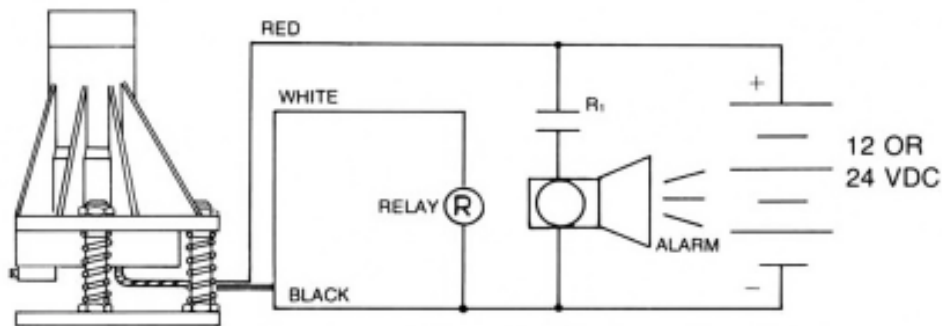 RED
WHITE
R₁
+
12 OR
24 VDC
RELAY
R
ALARM
BLACK
−